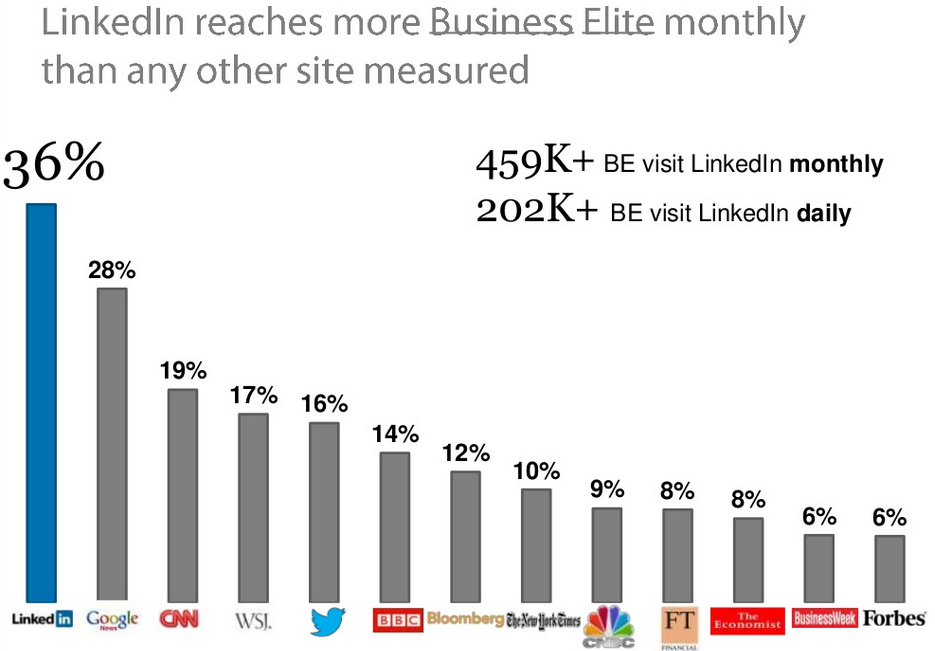 LinkedIn reaches more Business Elite monthly
than any other site measured
36%
459K+ BE visit LinkedIn monthly
202K+ BE visit LinkedIn daily
28%
19%
17%
16%
14%
12%
10%
9%
8%
8%
6%
6%
Linked in
Google
News
CNN
WSJ.
BBC
Bloomberg
The New York Times
CNBC
FT
FINANCIAL
The
Economist
BusinessWeek
Forbes